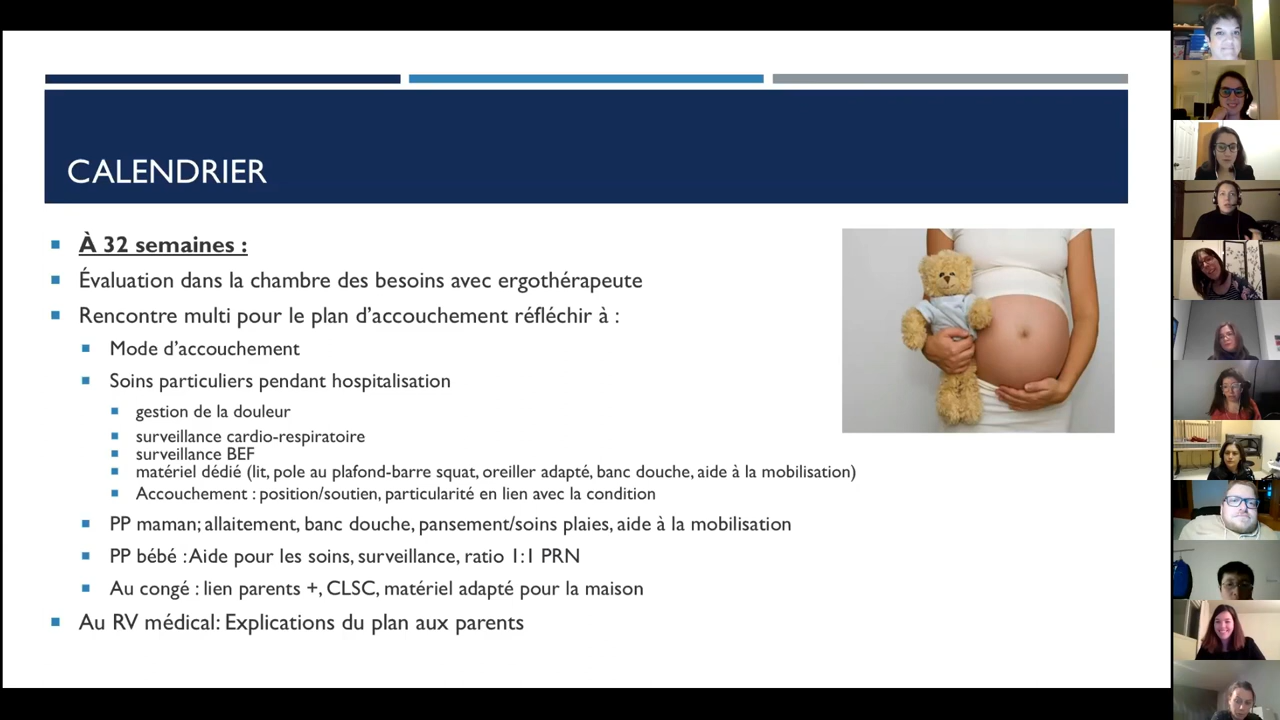 CALENDRIER
À 32 semaines :
Évaluation dans la chambre des besoins avec ergothérapeute
Rencontre multi pour le plan d'accouchement réfléchir à :
Mode d'accouchement
Soins particuliers pendant hospitalisation
gestion de la douleur
surveillance cardio-respiratoire
surveillance BEF
matériel dédié (lit, pole au plafond-barre squat, oreiller adapté, banc douche, aide à la mobilisation)
Accouchement : position/soutien, particularité en lien avec la condition
PP maman; allaitement, banc douche, pansement/soins plaies, aide à la mobilisation
PP bébé : Aide pour les soins, surveillance, ratio 1:1 PRN
Au congé : lien parents +, CLSC, matériel adapté pour la maison
Au RV médical: Explications du plan aux parents